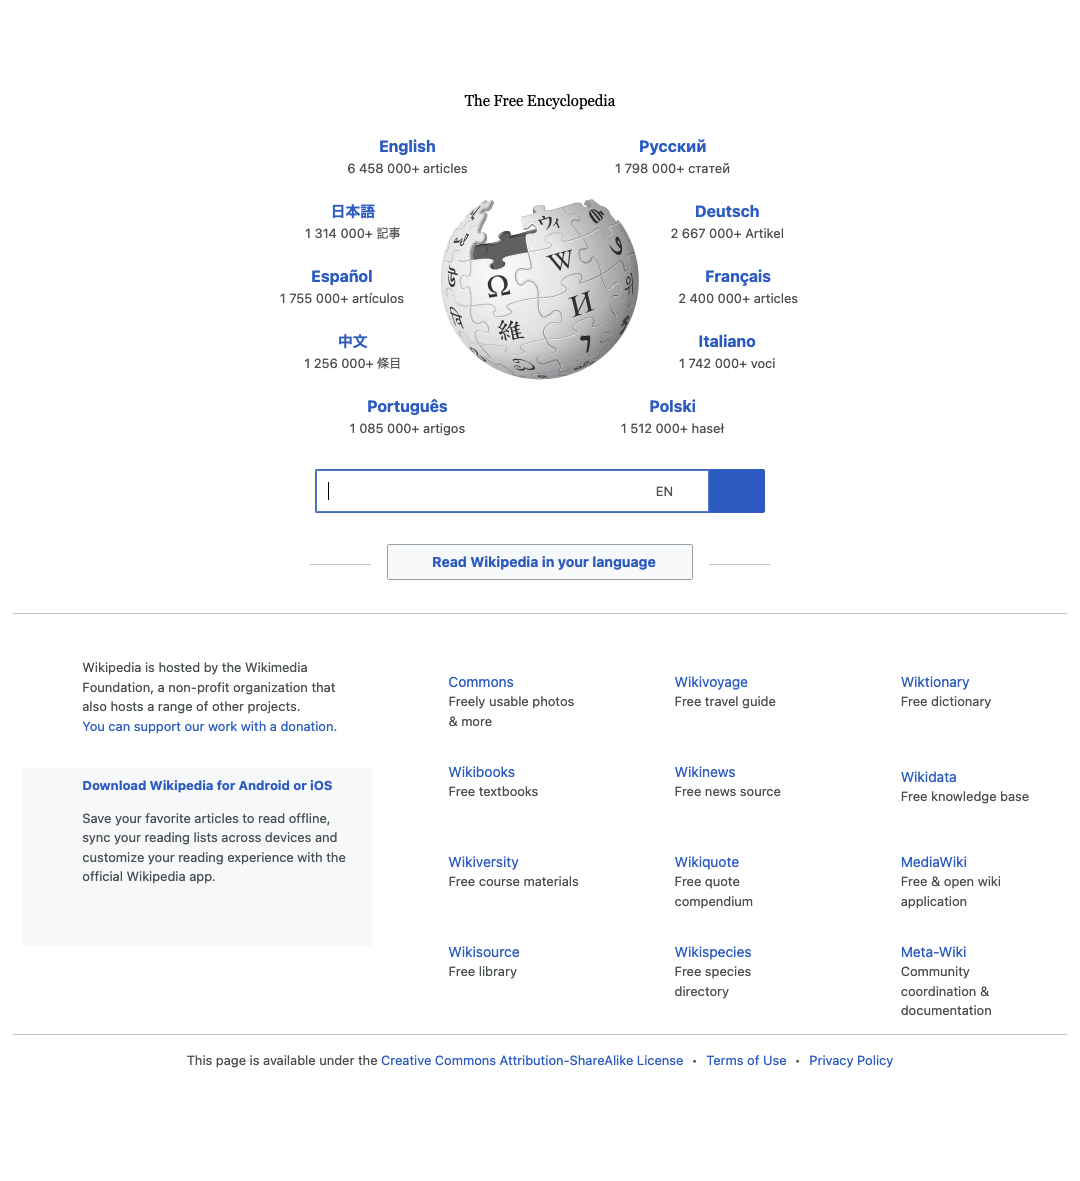 The Free Encyclopedia
English
6 458 000+ articles
Русский
1 798 000+ статей
日本語
1 314 000+ 記事
Deutsch
2 667 000+ Artikel
Español
1 755 000+ artículos
Français
2 400 000+ articles
中文
1 256 000+ 條目
Italiano
1 742 000+ voci
Português
1 085 000+ artigos
Polski
1 512 000+ haseł
Ω
W
И
維
ウィ
EN
Read Wikipedia in your language
Wikipedia is hosted by the Wikimedia
Foundation, a non-profit organization that
also hosts a range of other projects.
You can support our work with a donation.
Download Wikipedia for Android or iOS
Save your favorite articles to read offline,
sync your reading lists across devices and
customize your reading experience with the
official Wikipedia app.
Commons
Freely usable photos
& more
Wikivoyage
Free travel guide
Wiktionary
Free dictionary
Wikibooks
Free textbooks
Wikinews
Free news source
Wikidata
Free knowledge base
Wikiversity
Free course materials
Wikiquote
Free quote
compendium
MediaWiki
Free & open wiki
application
Wikisource
Free library
Wikispecies
Free species
directory
Meta-Wiki
Community
coordination &
documentation
This page is available under the Creative Commons Attribution-ShareAlike License • Terms of Use • Privacy Policy